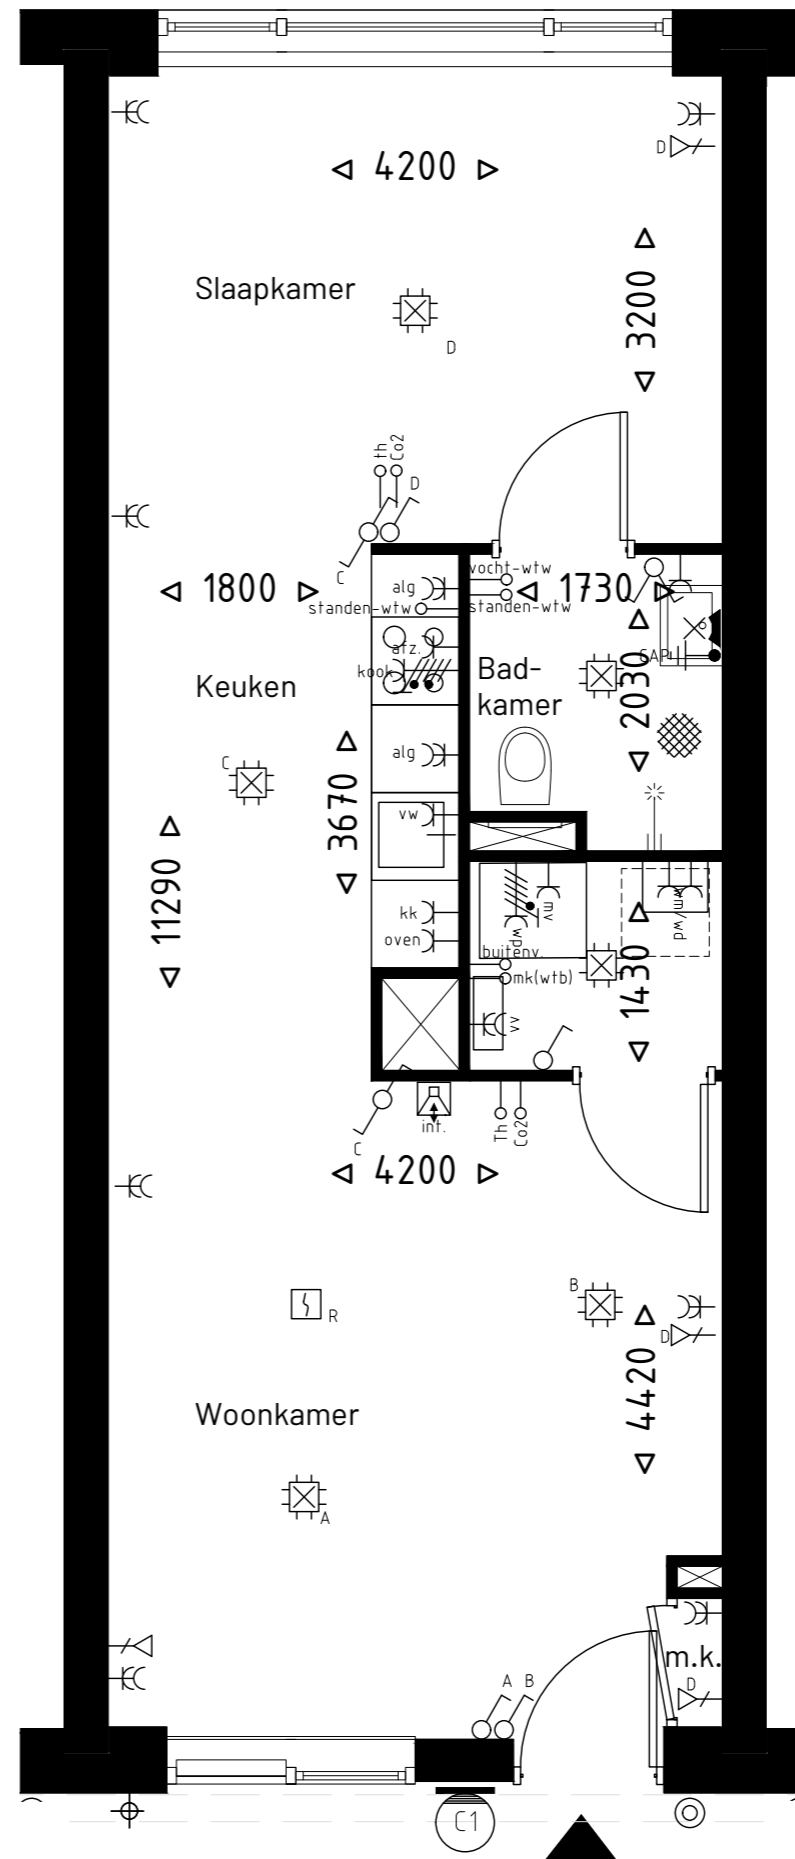 D
4200
3200
Slaapkamer
D
th
Co2
D
C
1800
alg
standen-wtw
vocht-wtw
1730
standen-wtw
afz.
kook
CAP
Bad-
kamer
2030
Keuken
C
alg
3670
vw
11290
kk
oven
mv
wp
wm/wd
buitenv.
mk(wtb)
1430
vv
C
int.
Th
Co2
4200
B
R
D
4420
Woonkamer
A
m.k.
D
A B
C1